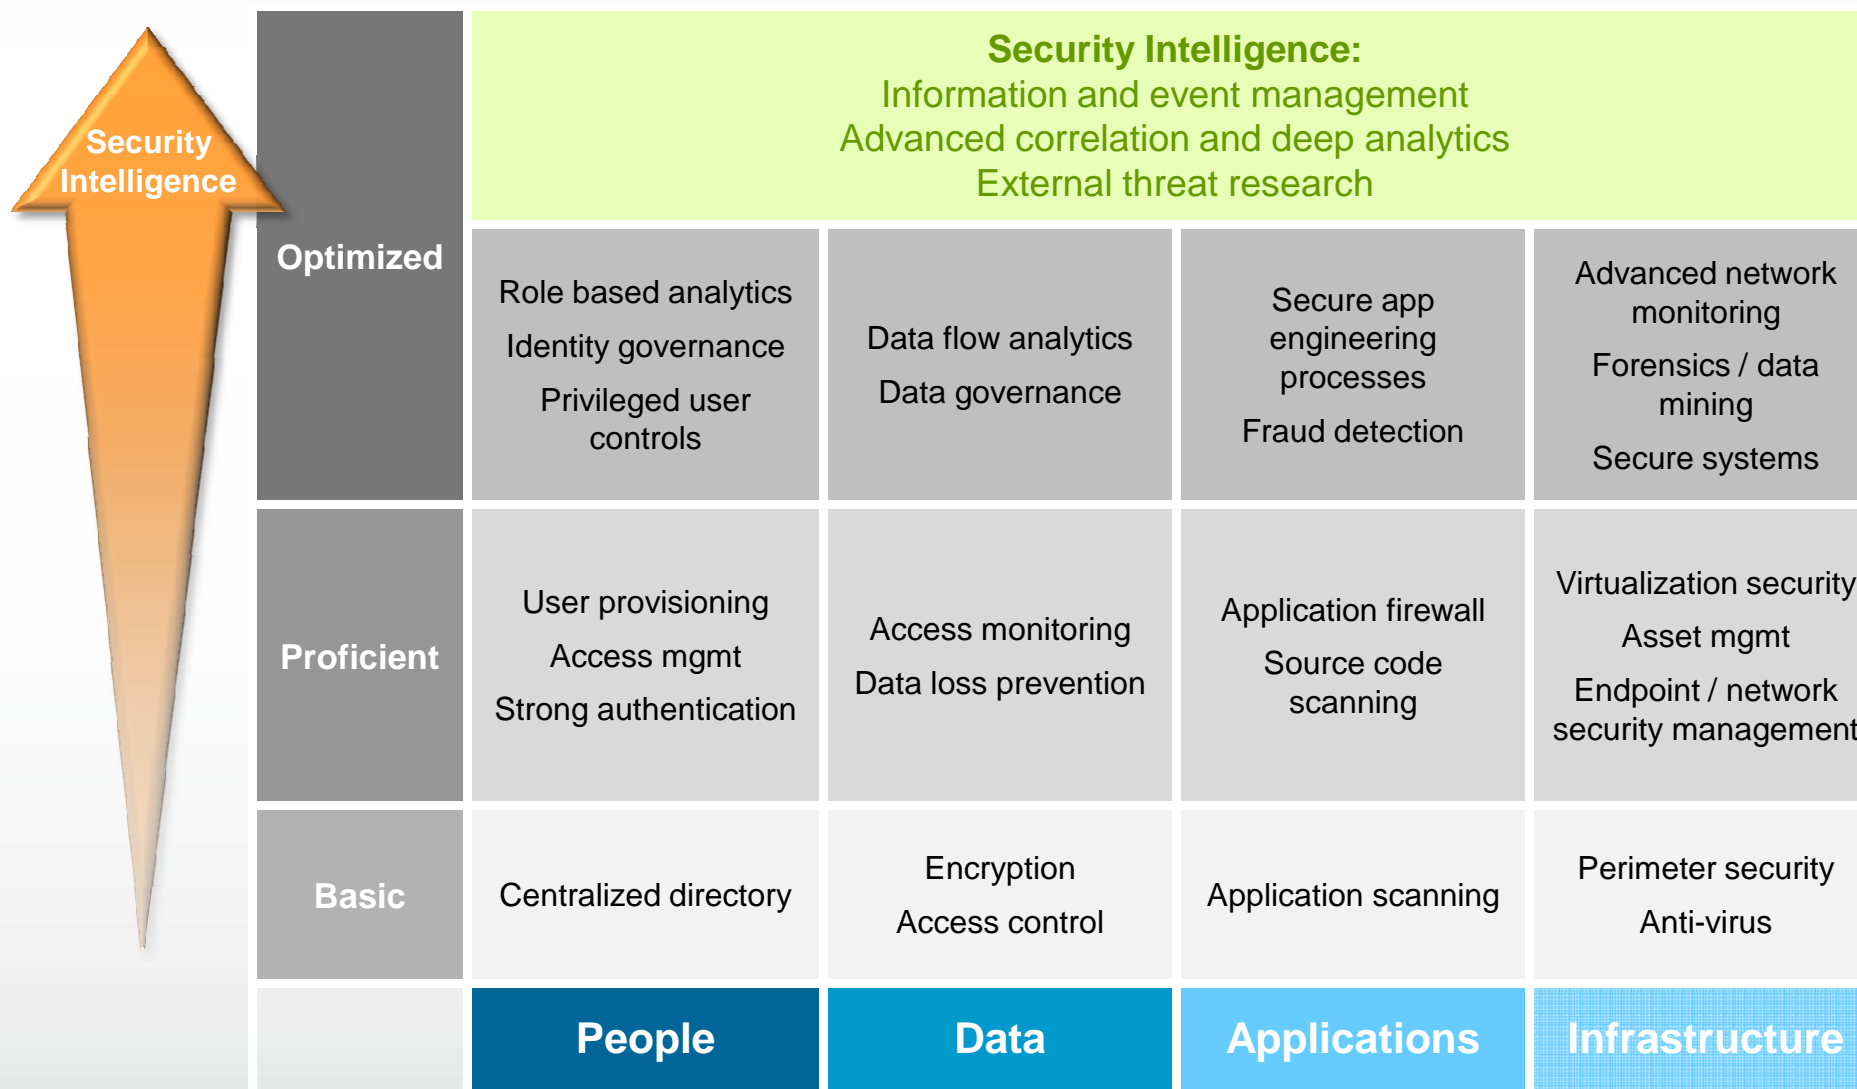 Security
Intelligence
Security Intelligence:
Information and event management
Advanced correlation and deep analytics
External threat research
Optimized
Role based analytics
Identity governance
Privileged user
controls
Data flow analytics
Data governance
Secure app
engineering
processes
Fraud detection
Advanced network
monitoring
Forensics / data
mining
Secure systems
Proficient
User provisioning
Access mgmt
Strong authentication
Access monitoring
Data loss prevention
Application firewall
Source code
scanning
Virtualization security
Asset mgmt
Endpoint / network
security management
Basic
Centralized directory
Encryption
Access control
Application scanning
Perimeter security
Anti-virus
People
Data
Applications
Infrastructure